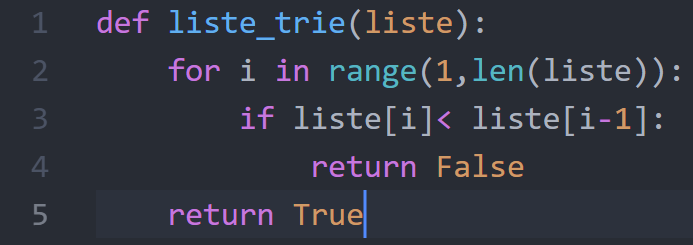 1 def liste_trie(liste):
2     for i in range(1,len(liste)):
3         if liste[i]< liste[i-1]:
4             return False
5     return True